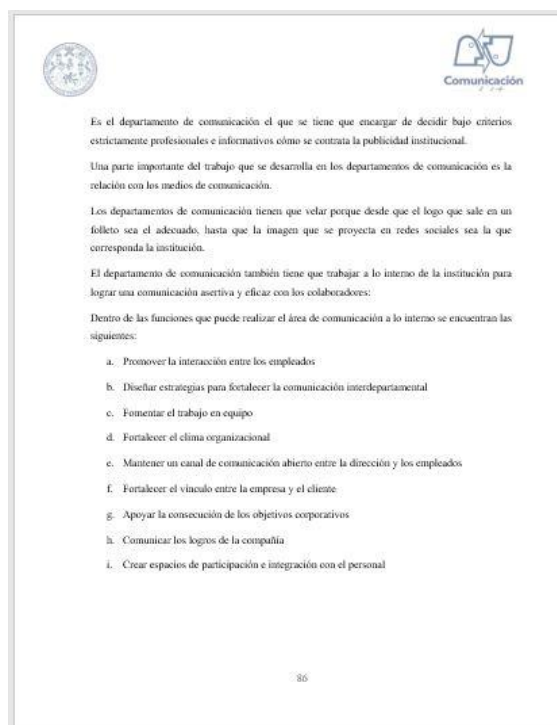 Comunicación
Es el departamento de comunicación el que se tiene que encargar de decidir bajo criterios
estrictamente profesionales e informativos cómo se contrata la publicidad institucional.
Una parte importante del trabajo que se desarrolla en los departamentos de comunicación es la
relación con los medios de comunicación.
Los departamentos de comunicación tienen que velar porque desde que el logo que sale en un
folleto sea el adecuado, hasta que la imagen que se proyecta en redes sociales sea la que
corresponda la institución.
El departamento de comunicación también tiene que trabajar a lo interno de la institución para
lograr una comunicación asertiva y eficaz con los colaboradores:
Dentro de las funciones que puede realizar el área de comunicación a lo interno se encuentran las
siguientes:
a. Promover la interacción entre los empleados
b. Diseñar estrategias para fortalecer la comunicación interdepartamental
c. Fomentar el trabajo en equipo
d. Fortalecer el clima organizacional
e. Mantener un canal de comunicación abierto entre la dirección y los empleados
f. Fortalecer el vínculo entre la empresa y el cliente
g. Apoyar la consecución de los objetivos corporativos
h. Comunicar los logros de la compañía
i. Crear espacios de participación e integración con el personal
86